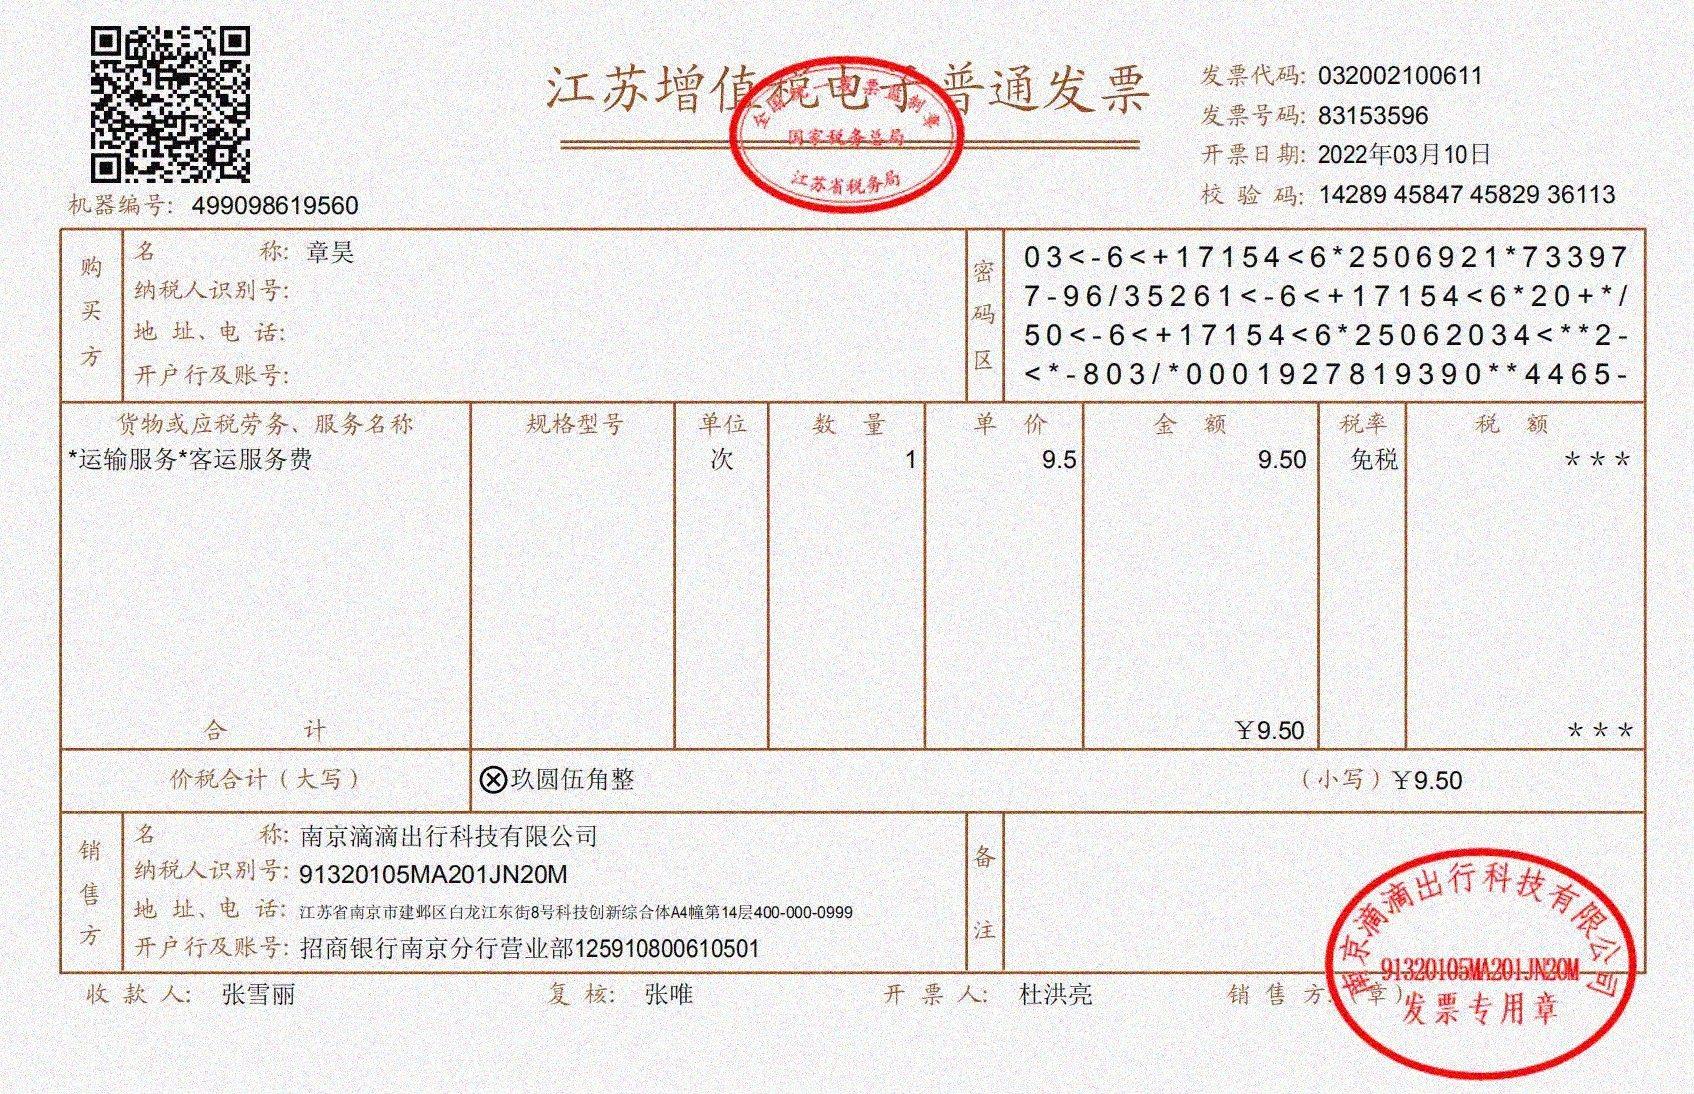 江苏增值税电子普通发票
全国统一发票监制章
国家税务总局
江苏省税务局
发票代码: 032002100611
发票号码: 83153596
开票日期: 2022年03月10日
校 验 码: 14289 45847 45829 36113
机器编号: 499098619560
购买方
名 称: 章昊
纳税人识别号:
地 址、电 话:
开户行及账号:
密码区
03<-6<+17154<6*2506921*73397
7-96/35261<-6<+17154<6*20+*/
50<-6<+17154<6*25062034<**2-
<*-803/*0001927819390**4465-
货物或应税劳务、服务名称 规格型号 单位 数 量 单 价 金 额 税率 税 额
*运输服务*客运服务费 次 1 9.5 9.50 免税 ***
合 计 ￥9.50 ***
价税合计（大写） ⊗玖圆伍角整 （小写）￥9.50
销售方
名 称: 南京滴滴出行科技有限公司
纳税人识别号: 91320105MA201JN20M
地 址、电 话: 江苏省南京市建邺区白龙江东街8号科技创新综合体A4幢第14层400-000-0999
开户行及账号: 招商银行南京分行营业部125910800610501
备注
收 款 人: 张雪丽 复 核: 张唯 开 票 人: 杜洪亮 销 售 方: 章）
南京滴滴出行科技有限公司
91320105MA201JN20M
发票专用章